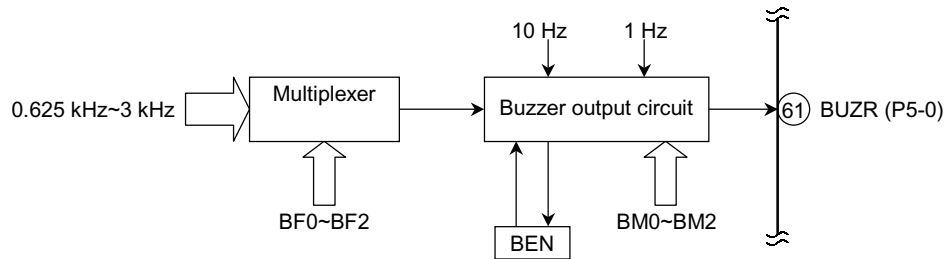 10 Hz
1 Hz
0.625 kHz~3 kHz
Multiplexer
Buzzer output circuit
61
BUZR (P5-0)
BF0~BF2
BEN
BM0~BM2